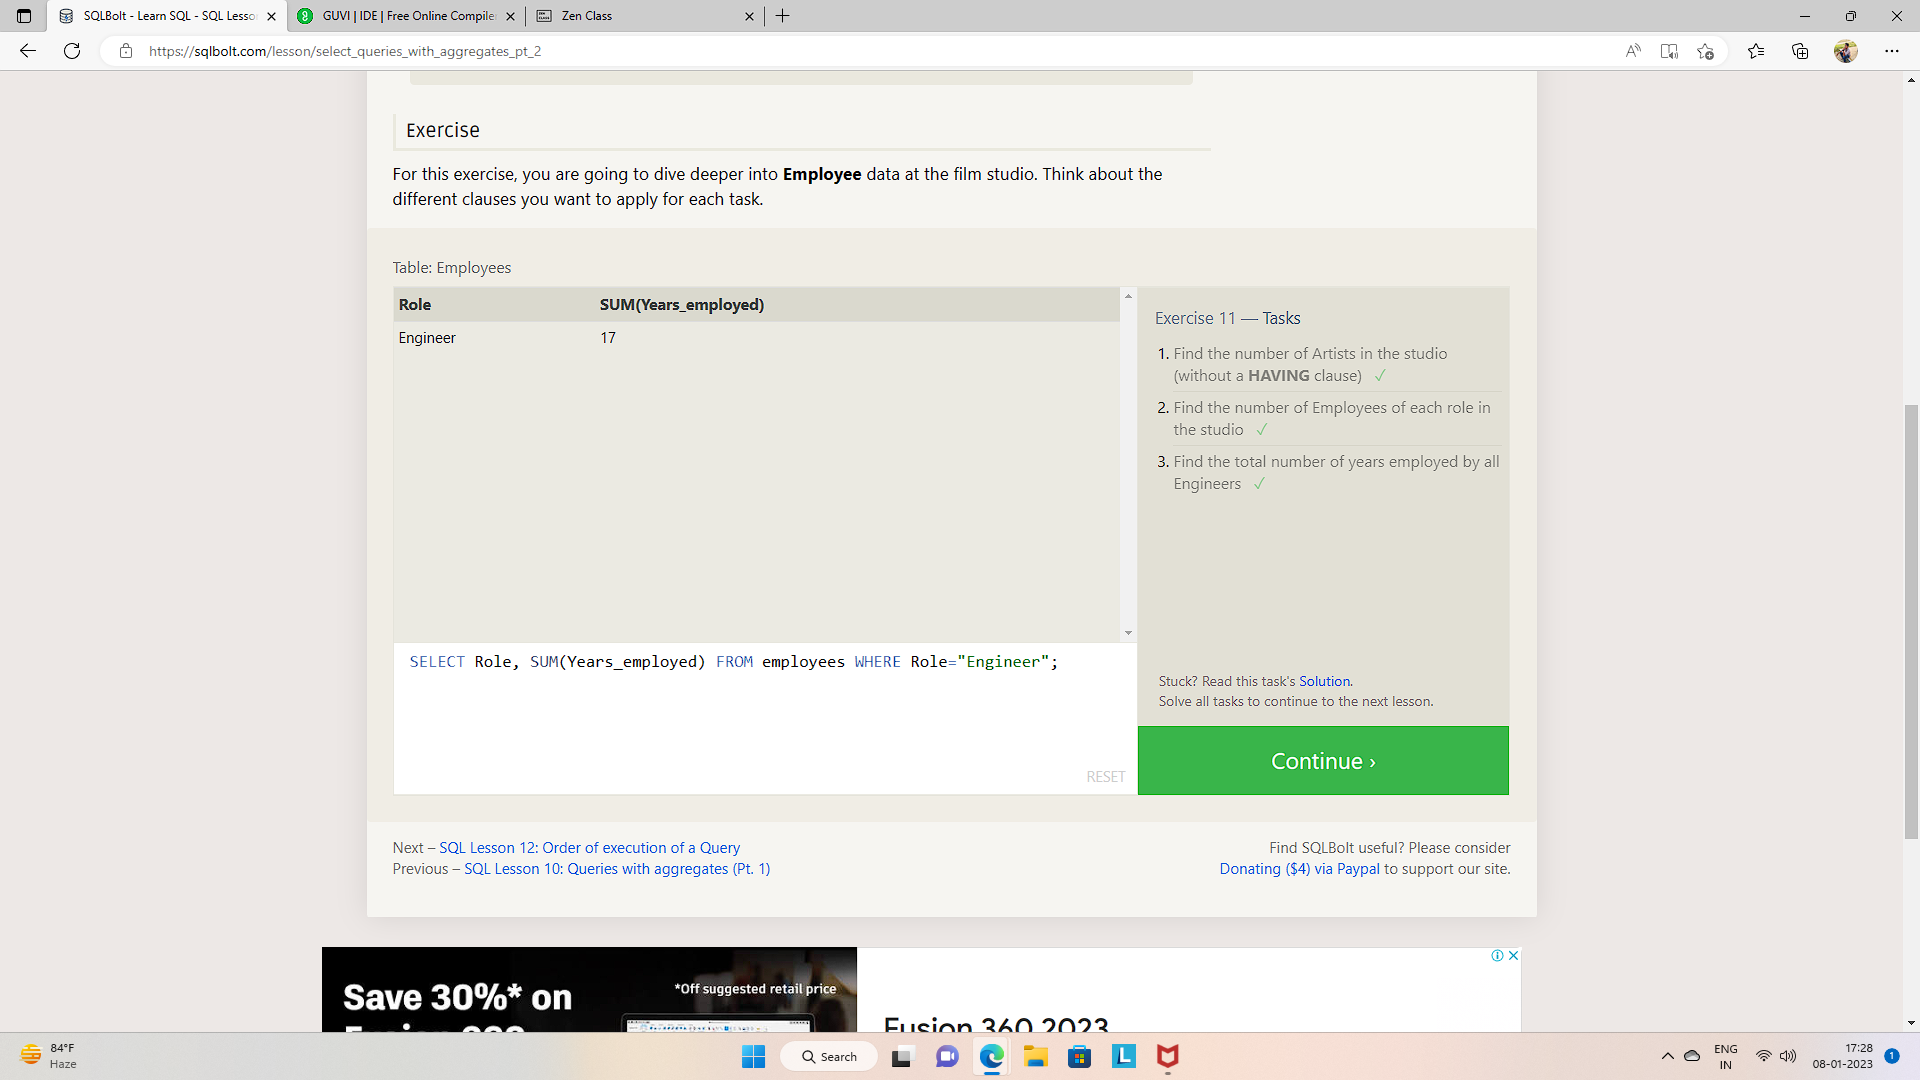 SQLBolt - Learn SQL - SQL Lesso
GUVI | IDE | Free Online Compiler
Zen Class
https://sqlbolt.com/lesson/select_queries_with_aggregates_pt_2
Exercise
For this exercise, you are going to dive deeper into Employee data at the film studio. Think about the
different clauses you want to apply for each task.
Table: Employees
Role SUM(Years_employed)
Engineer 17
SELECT Role, SUM(Years_employed) FROM employees WHERE Role="Engineer";
RESET
Exercise 11 — Tasks
1. Find the number of Artists in the studio
(without a HAVING clause) ✓
2. Find the number of Employees of each role in
the studio ✓
3. Find the total number of years employed by all
Engineers ✓
Stuck? Read this task's Solution.
Solve all tasks to continue to the next lesson.
Continue ›
Next – SQL Lesson 12: Order of execution of a Query
Previous – SQL Lesson 10: Queries with aggregates (Pt. 1)
Find SQLBolt useful? Please consider
Donating ($4) via Paypal to support our site.
Save 30%* on
*Off suggested retail price
Fusion 360 2023
84°F
Haze
Search
ENG
IN
17:28
08-01-2023
1